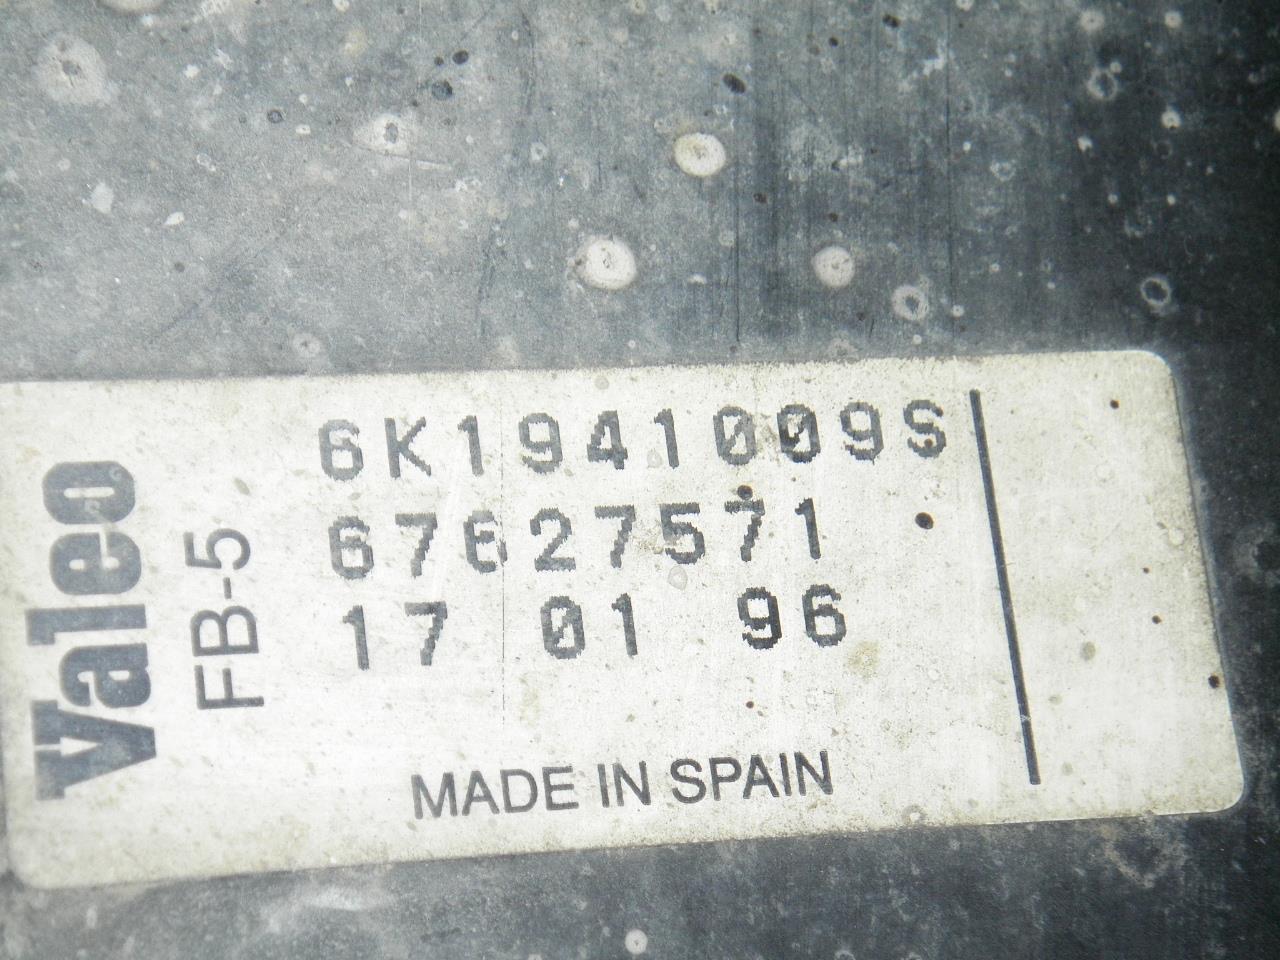 Valeo
FB-5
6K1941009S
67627571
17 01 96
MADE IN SPAIN